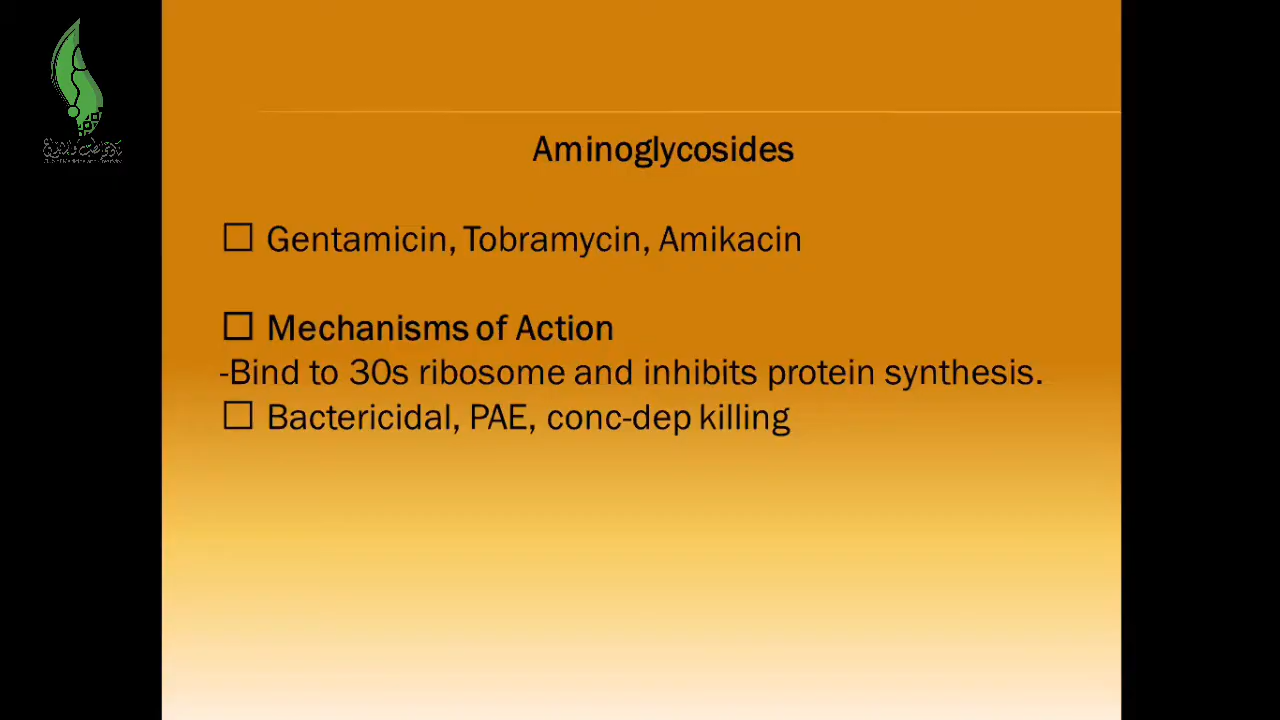 Aminoglycosides
☐ Gentamicin, Tobramycin, Amikacin
☐ Mechanisms of Action
-Bind to 30s ribosome and inhibits protein synthesis.
☐ Bactericidal, PAE, conc-dep killing